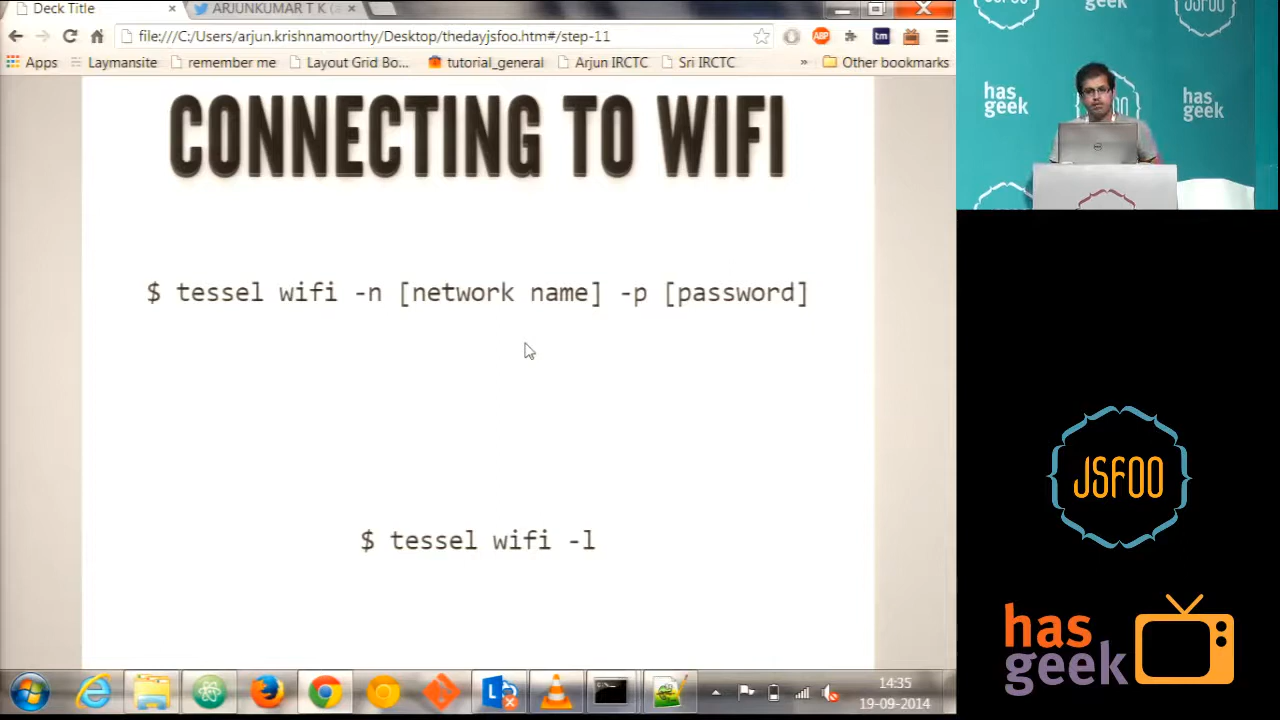 Deck Title
ARJUNKUMAR T K (
file:///C:/Users/arjun.krishnamoorthy/Desktop/thedayjsfoo.htm#/step-11
ABP
tm
Apps
Laymansite
remember me
Layout Grid Bo...
tutorial_general
Arjun IRCTC
Sri IRCTC
»
Other bookmarks
CONNECTING TO WIFI
$ tessel wifi -n [network name] -p [password]
$ tessel wifi -l
14:35
19-09-2014
geek
has
geek
has
geek
JSFOO
has
geek